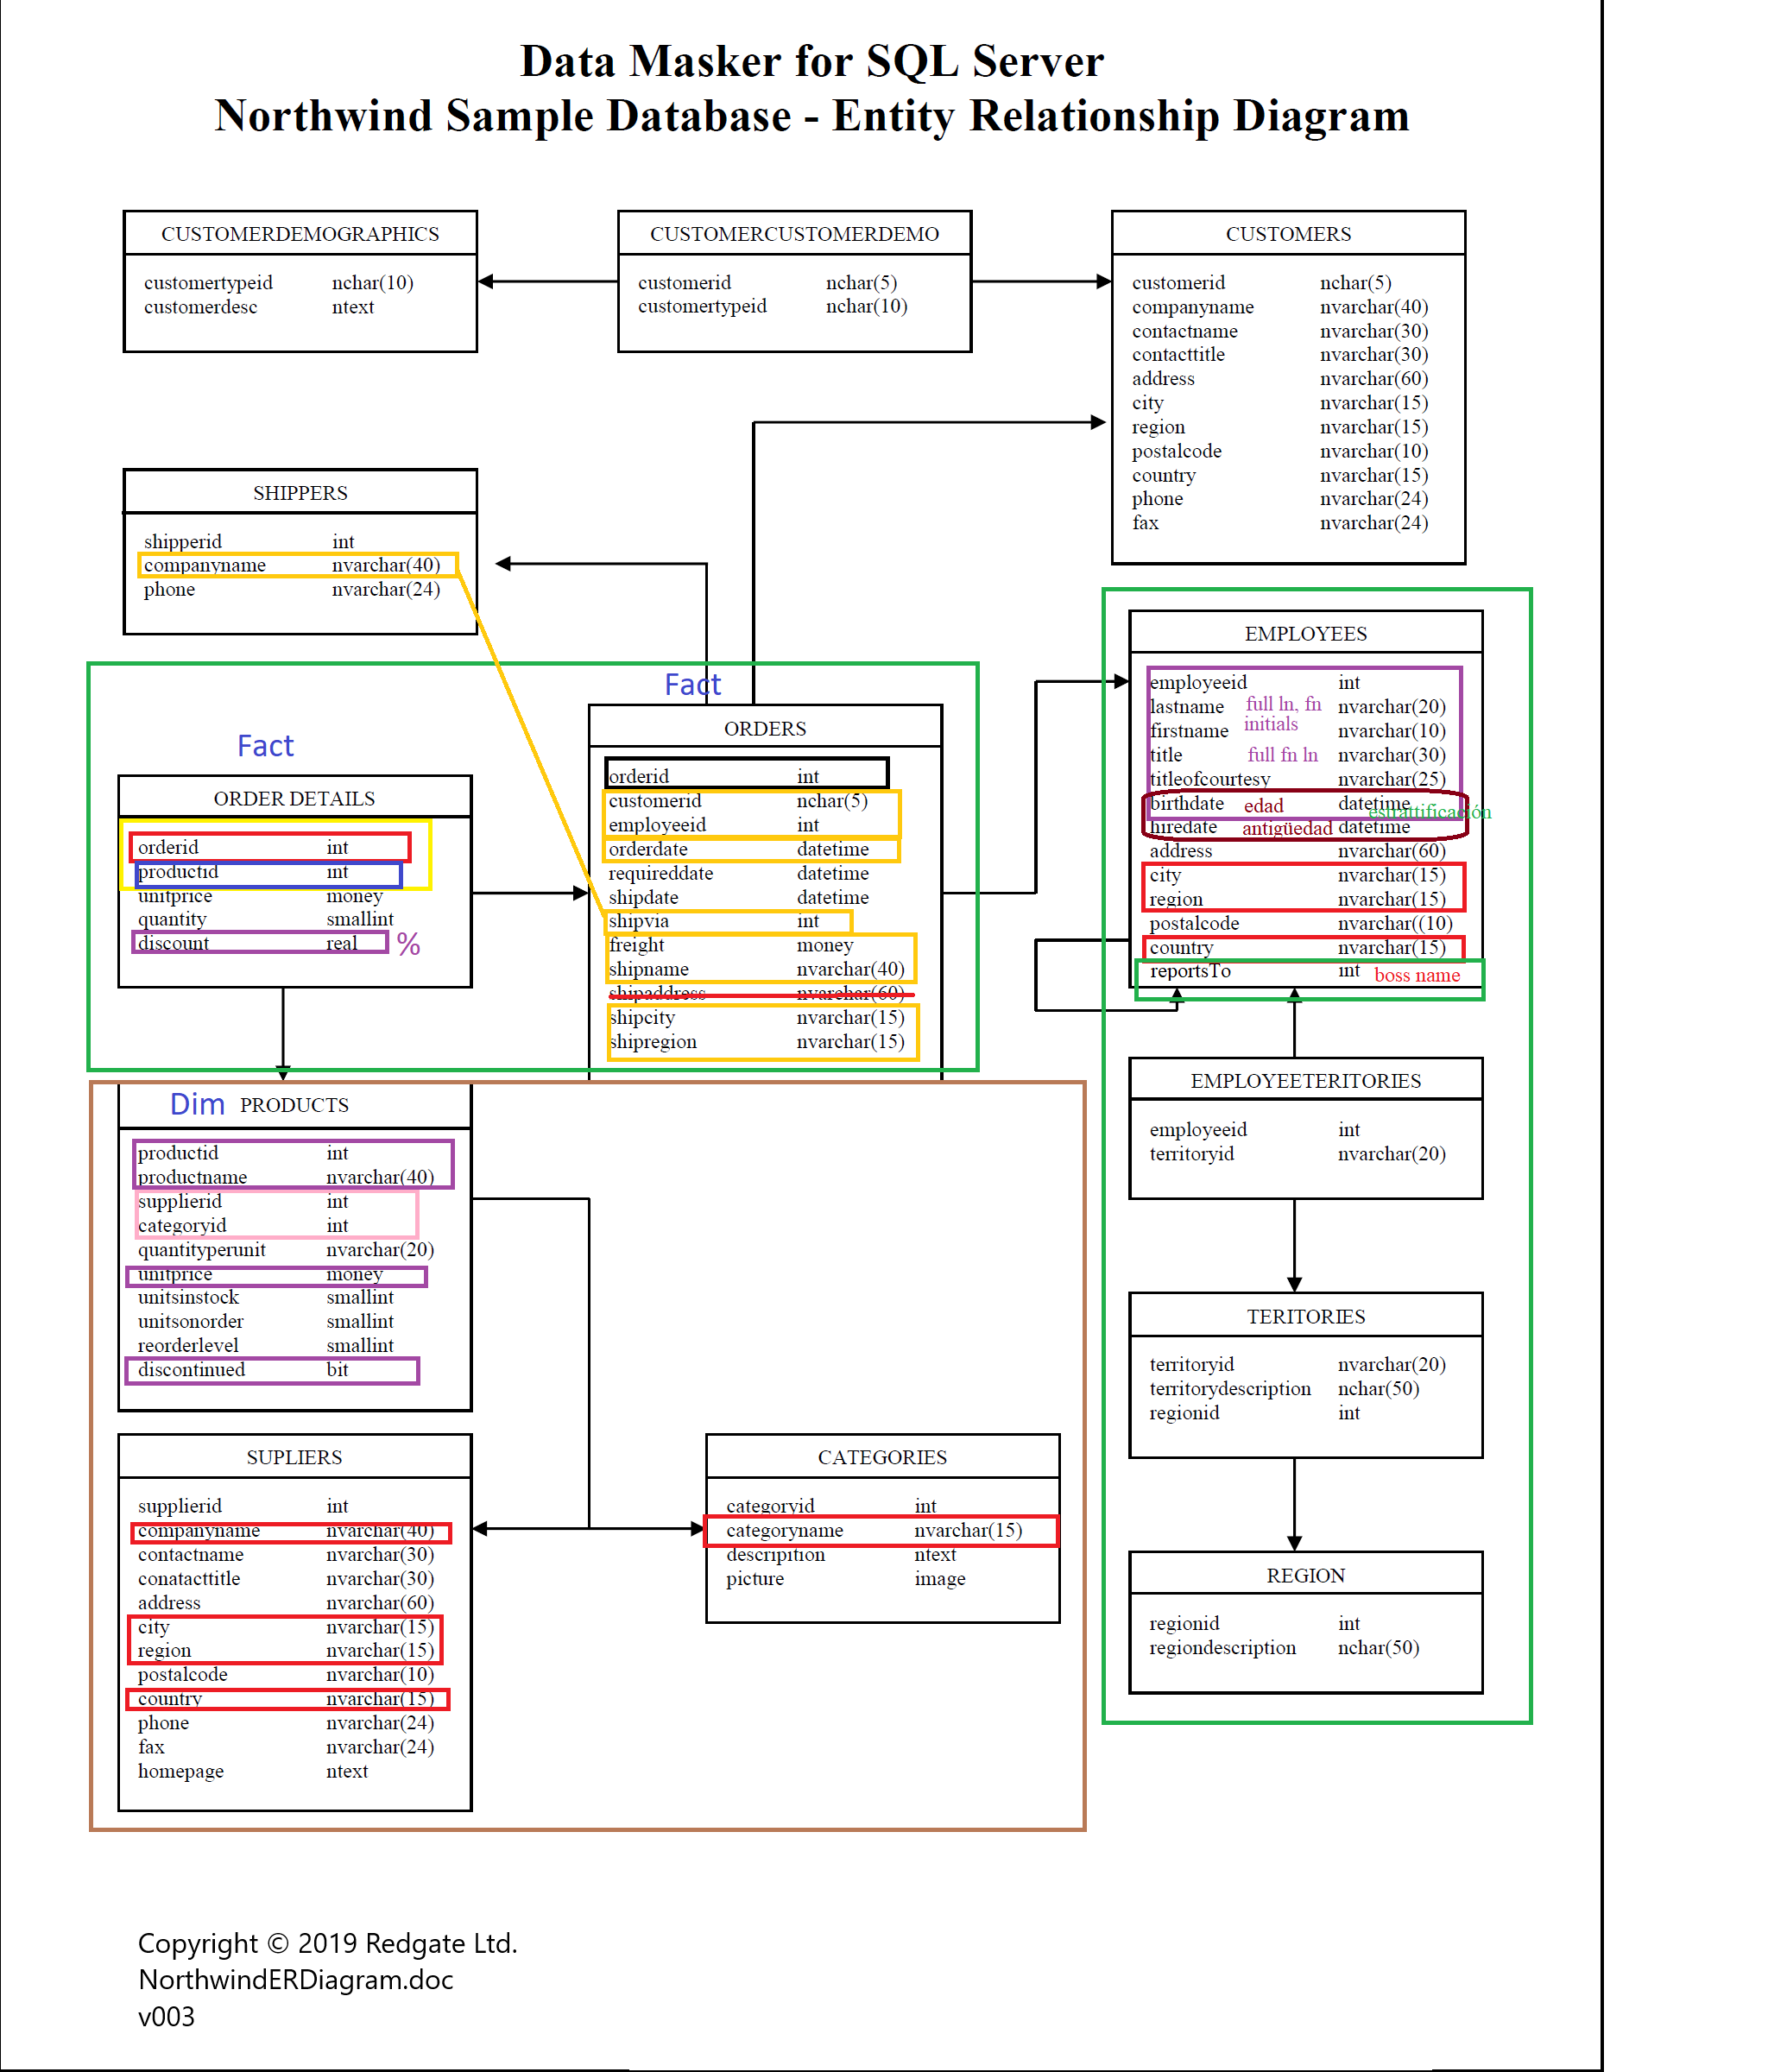 Data Masker for SQL Server
Northwind Sample Database - Entity Relationship Diagram
CUSTOMERDEMOGRAPHICS
customertypeid nchar(10)
customerdesc ntext
CUSTOMERCUSTOMERDEMO
customerid nchar(5)
customertypeid nchar(10)
CUSTOMERS
customerid nchar(5)
companyname nvarchar(40)
contactname nvarchar(30)
contacttitle nvarchar(30)
address nvarchar(60)
city nvarchar(15)
region nvarchar(15)
postalcode nvarchar(10)
country nvarchar(15)
phone nvarchar(24)
fax nvarchar(24)
SHIPPERS
shipperid int
companyname nvarchar(40)
phone nvarchar(24)
Fact
ORDER DETAILS
orderid int
productid int
unitprice money
quantity smallint
discount real %
Fact
ORDERS
orderid int
customerid nchar(5)
employeeid int
orderdate datetime
requireddate datetime
shipdate datetime
shipvia int
freight money
shipname nvarchar(40)
shipaddress nvarchar(60)
shipcity nvarchar(15)
shipregion nvarchar(15)
EMPLOYEES
employeeid int
lastname full ln, fn nvarchar(20)
initials
firstname nvarchar(10)
title full fn ln nvarchar(30)
titleofcourtesy nvarchar(25)
birthdate edad datetime
estrattificación
hiredate antigüedad datetime
address nvarchar(60)
city nvarchar(15)
region nvarchar(15)
postalcode nvarchar((10)
country nvarchar(15)
reportsTo int boss name
Dim PRODUCTS
productid int
productname nvarchar(40)
supplierid int
categoryid int
quantityperunit nvarchar(20)
unitprice money
unitsinstock smallint
unitsonorder smallint
reorderlevel smallint
discontinued bit
EMPLOYEETERITORIES
employeeid int
territoryid nvarchar(20)
TERITORIES
territoryid nvarchar(20)
territorydescription nchar(50)
regionid int
SUPLIERS
supplierid int
companyname nvarchar(40)
contactname nvarchar(30)
conatacttitle nvarchar(30)
address nvarchar(60)
city nvarchar(15)
region nvarchar(15)
postalcode nvarchar(10)
country nvarchar(15)
phone nvarchar(24)
fax nvarchar(24)
homepage ntext
CATEGORIES
categoryid int
categoryname nvarchar(15)
descripition ntext
picture image
REGION
regionid int
regiondescription nchar(50)
Copyright © 2019 Redgate Ltd.
NorthwindERDiagram.doc
v003